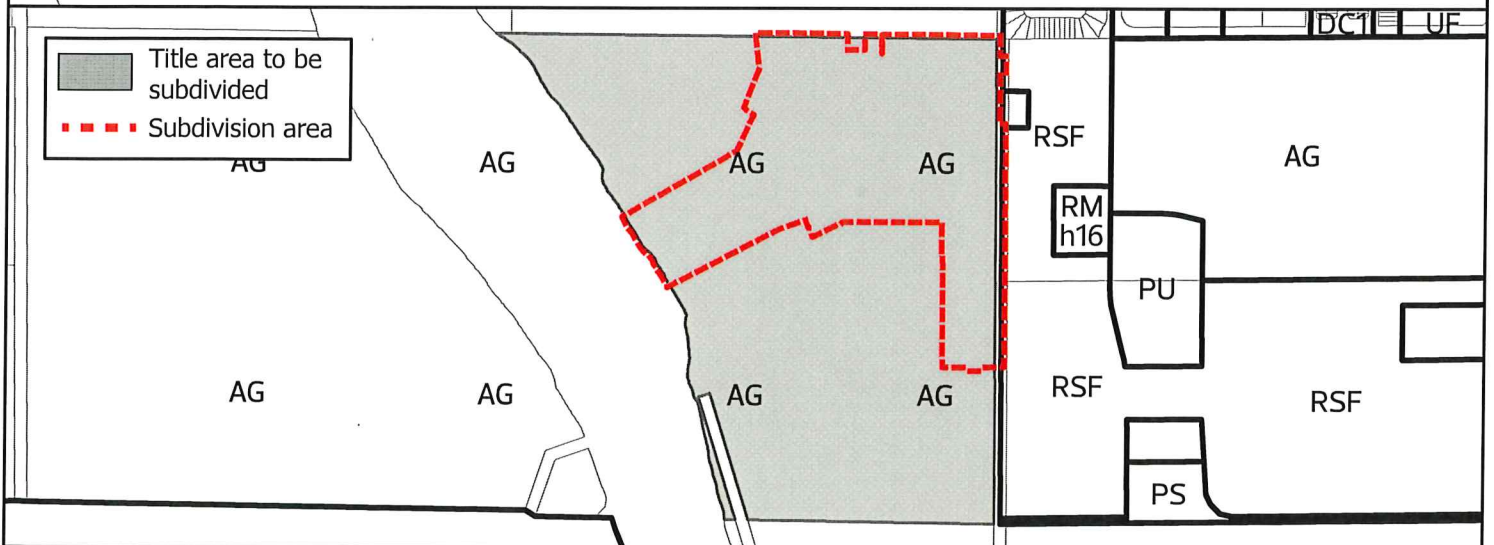 DC1 UF
Title area to be
subdivided
Subdivision area
AG AG AG AG RSF AG
RM
h16
PU
AG AG AG AG RSF RSF
PS